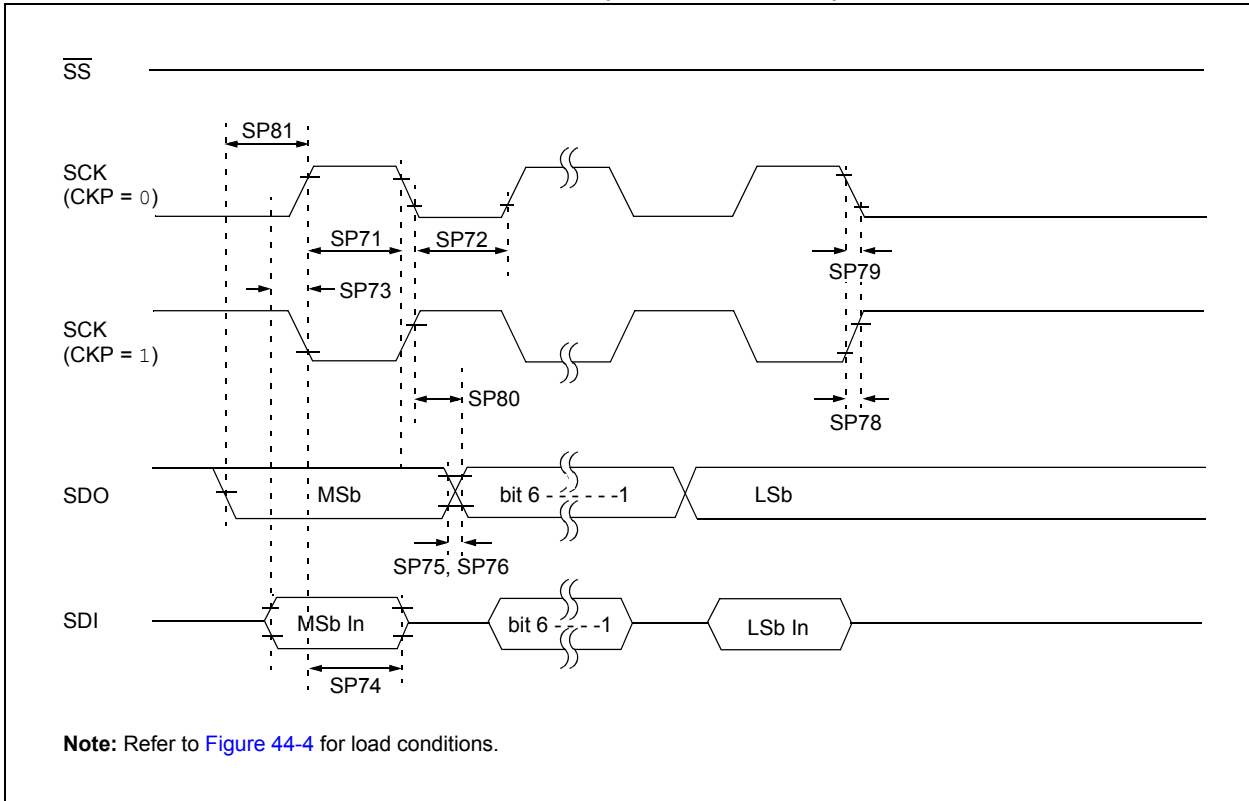 SS
SP81
SCK
(CKP = 0)
SP71
SP72
SP79
SP73
SCK
(CKP = 1)
SP80
SP78
SDO
MSb
bit 6 - - - - - -1
LSb
SP75, SP76
SDI
MSb In
bit 6 - - - -1
LSb In
SP74
Note: Refer to Figure 44-4 for load conditions.